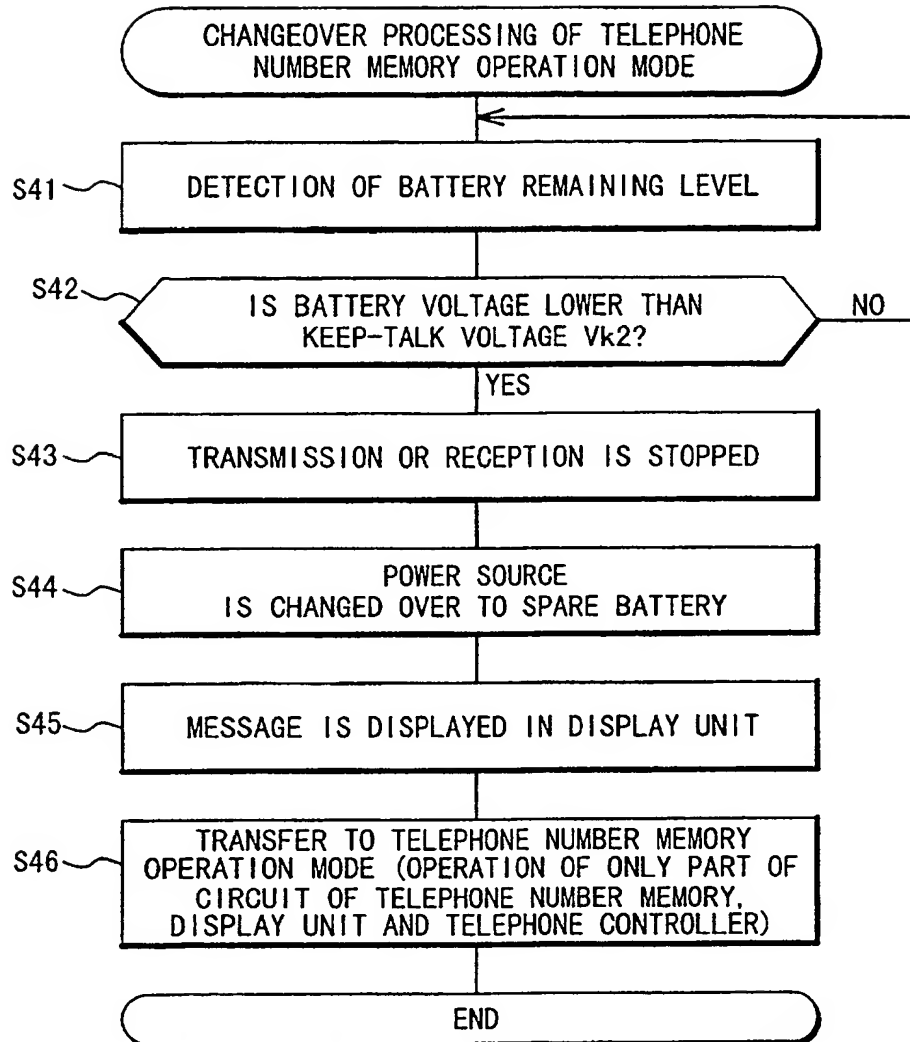 CHANGEOVER PROCESSING OF TELEPHONE
NUMBER MEMORY OPERATION MODE
S41
DETECTION OF BATTERY REMAINING LEVEL
S42
IS BATTERY VOLTAGE LOWER THAN
KEEP-TALK VOLTAGE Vk2?
NO
YES
S43
TRANSMISSION OR RECEPTION IS STOPPED
S44
POWER SOURCE
IS CHANGED OVER TO SPARE BATTERY
S45
MESSAGE IS DISPLAYED IN DISPLAY UNIT
S46
TRANSFER TO TELEPHONE NUMBER MEMORY
OPERATION MODE (OPERATION OF ONLY PART OF
CIRCUIT OF TELEPHONE NUMBER MEMORY,
DISPLAY UNIT AND TELEPHONE CONTROLLER)
END